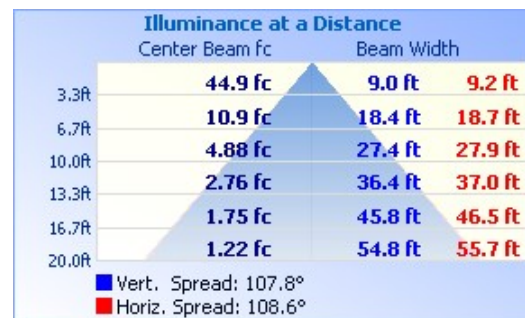 Illuminance at a Distance
Center Beam fc Beam Width
44.9 fc 9.0 ft 9.2 ft
3.3ft
10.9 fc 18.4 ft 18.7 ft
6.7ft
4.88 fc 27.4 ft 27.9 ft
10.0ft
2.76 fc 36.4 ft 37.0 ft
13.3ft
1.75 fc 45.8 ft 46.5 ft
16.7ft
1.22 fc 54.8 ft 55.7 ft
20.0ft
Vert. Spread: 107.8°
Horiz. Spread: 108.6°